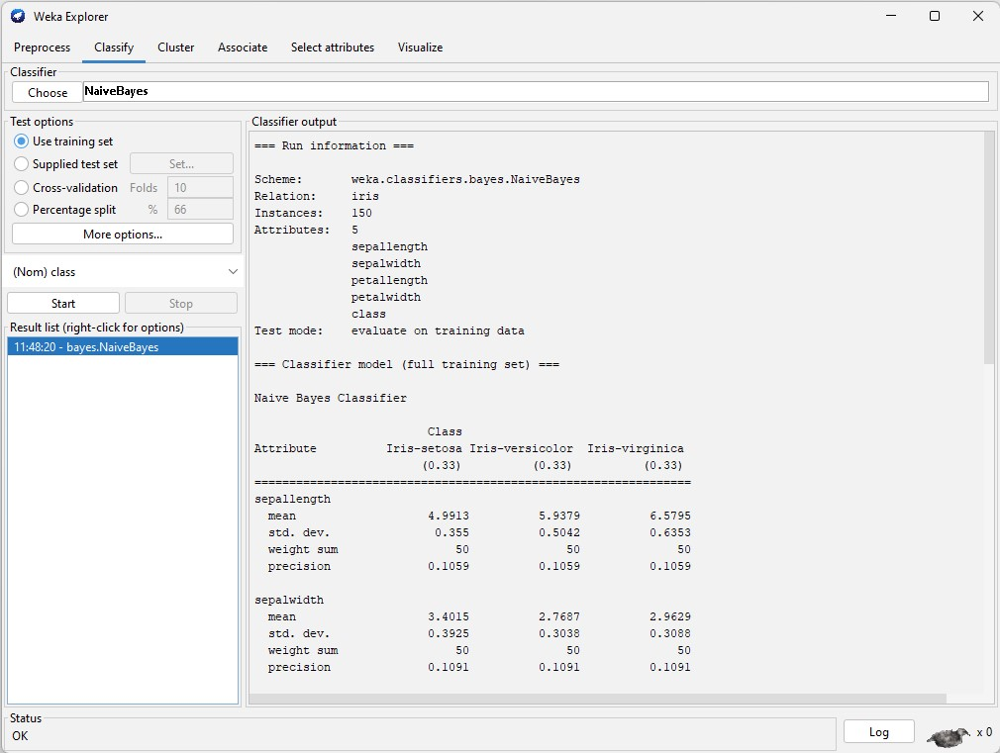 Weka Explorer
Preprocess Classify Cluster Associate Select attributes Visualize
Classifier
Choose NaiveBayes
Test options
Use training set
Supplied test set Set...
Cross-validation Folds 10
Percentage split % 66
More options...
(Nom) class
Start Stop
Result list (right-click for options)
11:48:20 - bayes.NaiveBayes
Classifier output
=== Run information ===
Scheme: weka.classifiers.bayes.NaiveBayes
Relation: iris
Instances: 150
Attributes: 5
sepallength
sepalwidth
petallength
petalwidth
class
Test mode: evaluate on training data
=== Classifier model (full training set) ===
Naive Bayes Classifier
Class
Attribute Iris-setosa Iris-versicolor Iris-virginica
(0.33) (0.33) (0.33)
===============================================================
sepallength
mean 4.9913 5.9379 6.5795
std. dev. 0.355 0.5042 0.6353
weight sum 50 50 50
precision 0.1059 0.1059 0.1059
sepalwidth
mean 3.4015 2.7687 2.9629
std. dev. 0.3925 0.3038 0.3088
weight sum 50 50 50
precision 0.1091 0.1091 0.1091
Status
OK
Log
x 0